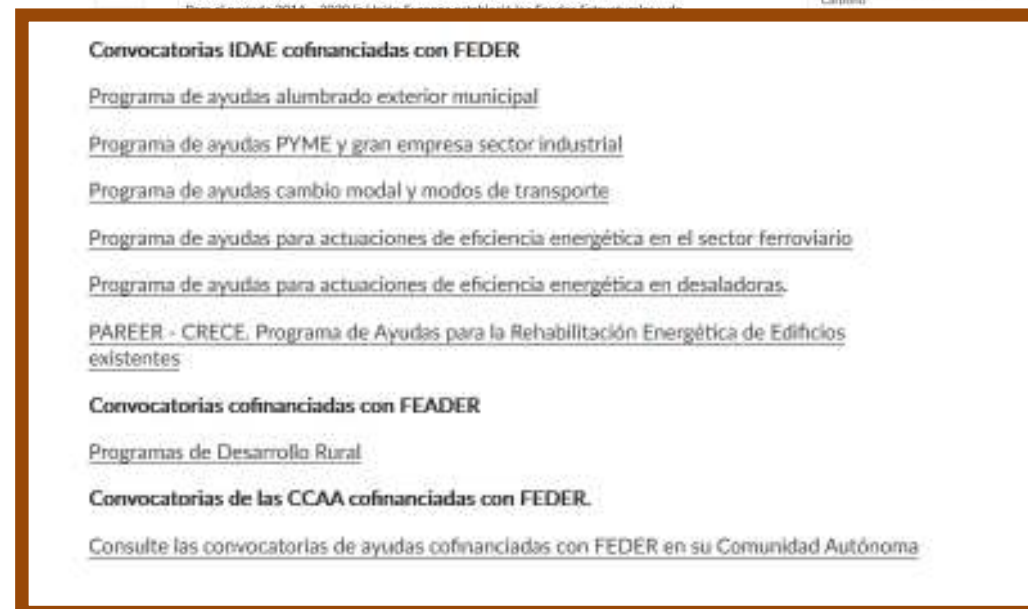 Convocatorias IDAE cofinanciadas con FEDER
Programa de ayudas alumbrado exterior municipal
Programa de ayudas PYME y gran empresa sector industrial
Programa de ayudas cambio modal y modos de transporte
Programa de ayudas para actuaciones de eficiencia energética en el sector ferroviario
Programa de ayudas para actuaciones de eficiencia energética en desaladoras.
PAREER - CRECE. Programa de Ayudas para la Rehabilitación Energética de Edificios
existentes
Convocatorias cofinanciadas con FEADER
Programas de Desarrollo Rural
Convocatorias de las CCAA cofinanciadas con FEDER.
Consulte las convocatorias de ayudas cofinanciadas con FEDER en su Comunidad Autónoma